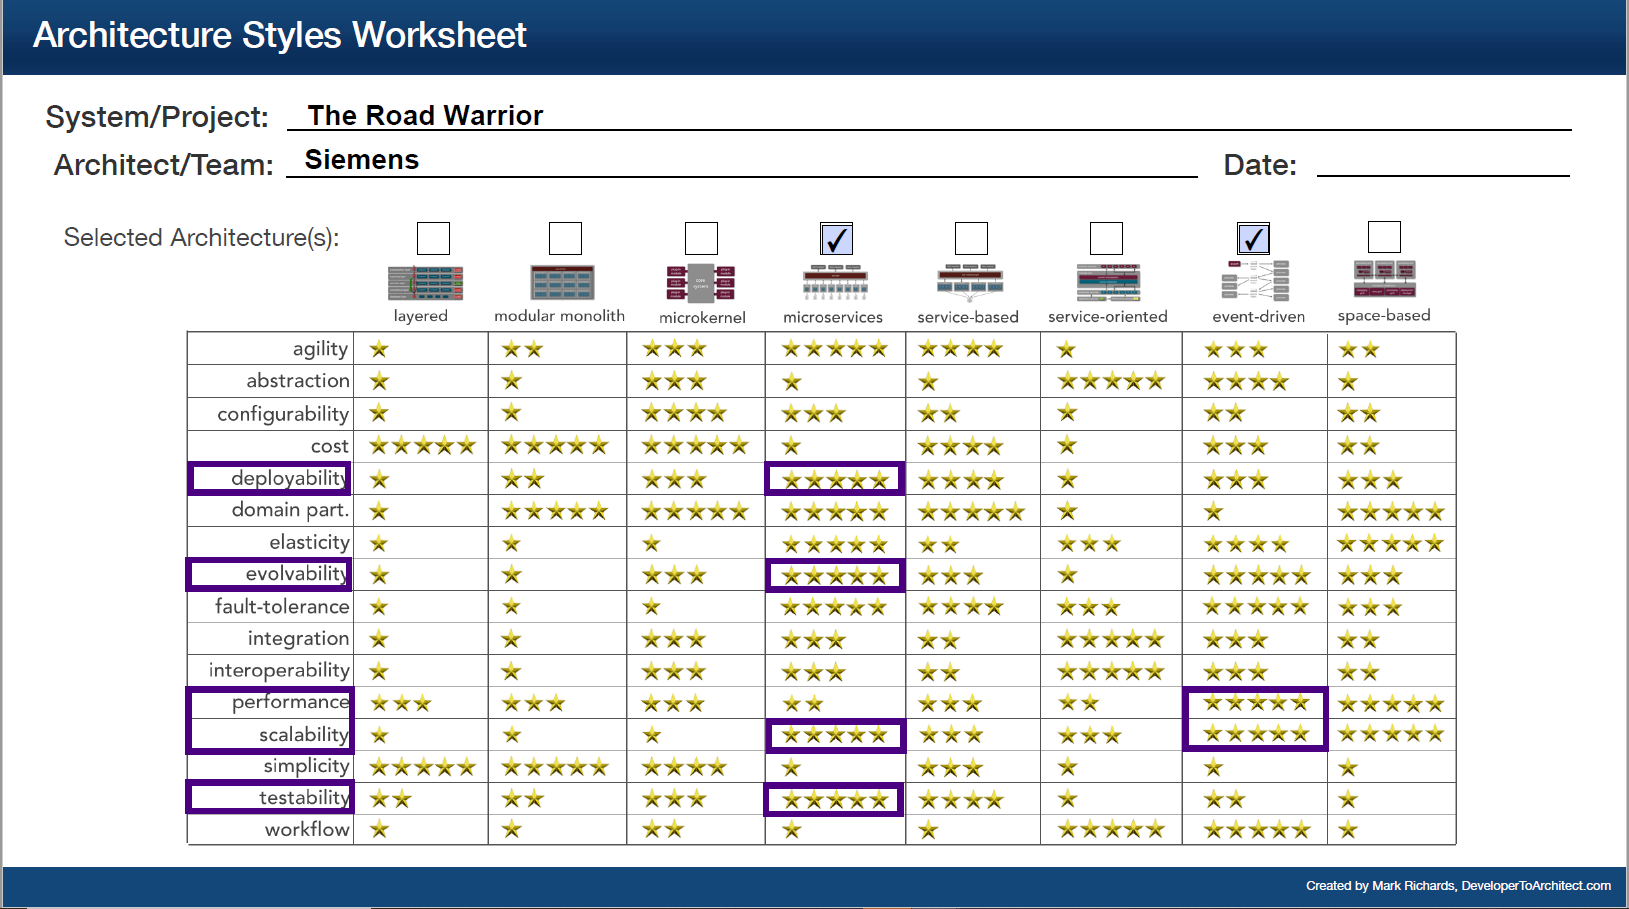 Architecture Styles Worksheet
System/Project: The Road Warrior
Architect/Team: Siemens Date:
Selected Architecture(s):
layered modular monolith microkernel microservices service-based service-oriented event-driven space-based
agility
abstraction
configurability
cost
deployability
domain part.
elasticity
evolvability
fault-tolerance
integration
interoperability
performance
scalability
simplicity
testability
workflow
Created by Mark Richards, DeveloperToArchitect.com